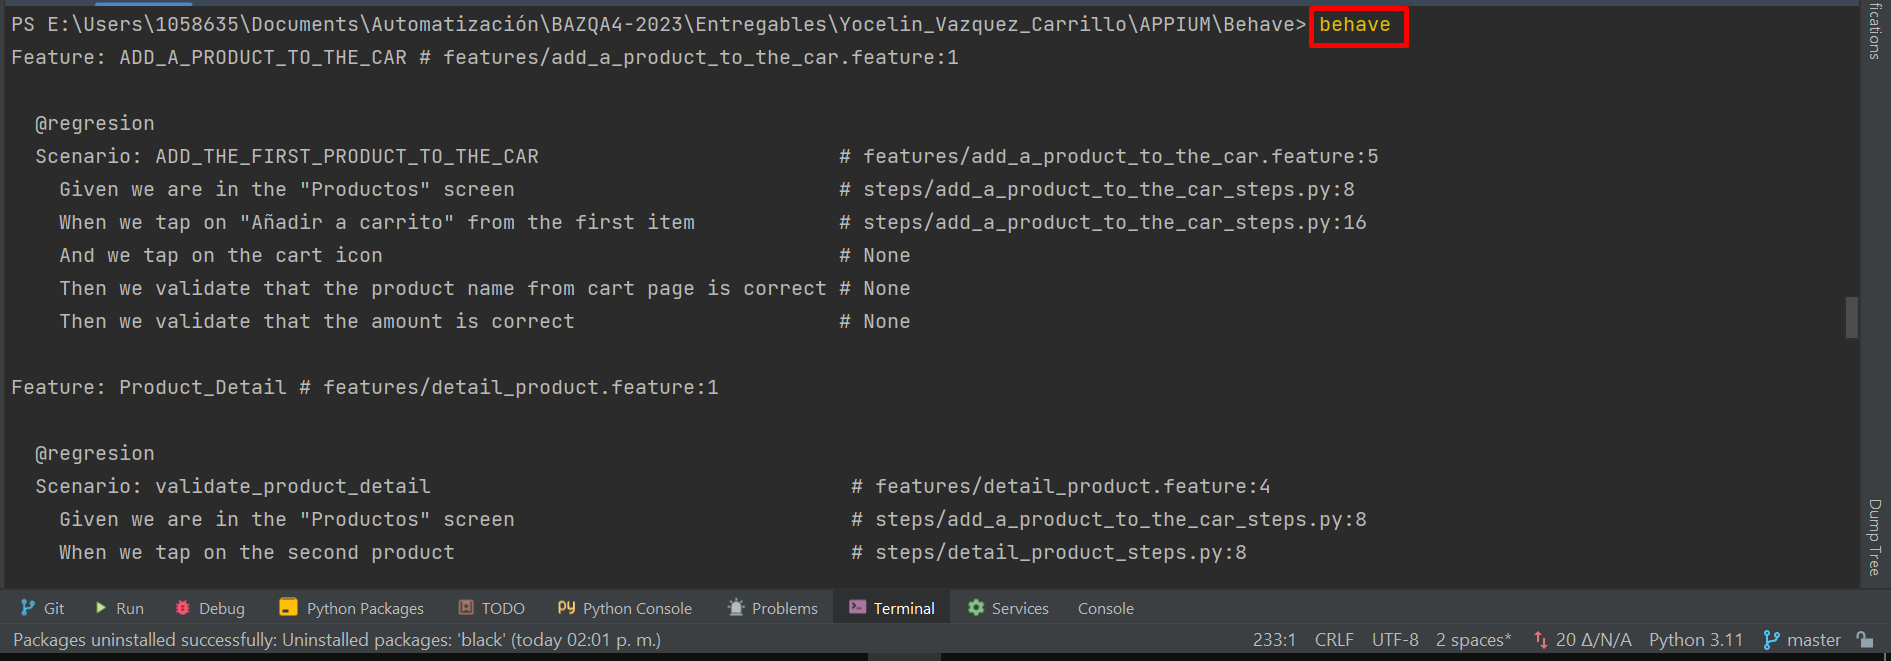 PS E:\Users\1058635\Documents\Automatización\BAZQA4-2023\Entregables\Yocelin_Vazquez_Carrillo\APPIUM\Behave> behave
Feature: ADD_A_PRODUCT_TO_THE_CAR # features/add_a_product_to_the_car.feature:1
@regresion
Scenario: ADD_THE_FIRST_PRODUCT_TO_THE_CAR # features/add_a_product_to_the_car.feature:5
Given we are in the "Productos" screen # steps/add_a_product_to_the_car_steps.py:8
When we tap on "Añadir a carrito" from the first item # steps/add_a_product_to_the_car_steps.py:16
And we tap on the cart icon # None
Then we validate that the product name from cart page is correct # None
Then we validate that the amount is correct # None
Feature: Product_Detail # features/detail_product.feature:1
@regresion
Scenario: validate_product_detail # features/detail_product.feature:4
Given we are in the "Productos" screen # steps/add_a_product_to_the_car_steps.py:8
When we tap on the second product # steps/detail_product_steps.py:8
fications
Dump Tree
Git Run Debug Python Packages TODO Python Console Problems Terminal Services Console
Packages uninstalled successfully: Uninstalled packages: 'black' (today 02:01 p. m.) 233:1 CRLF UTF-8 2 spaces* 20 Δ/N/A Python 3.11 master